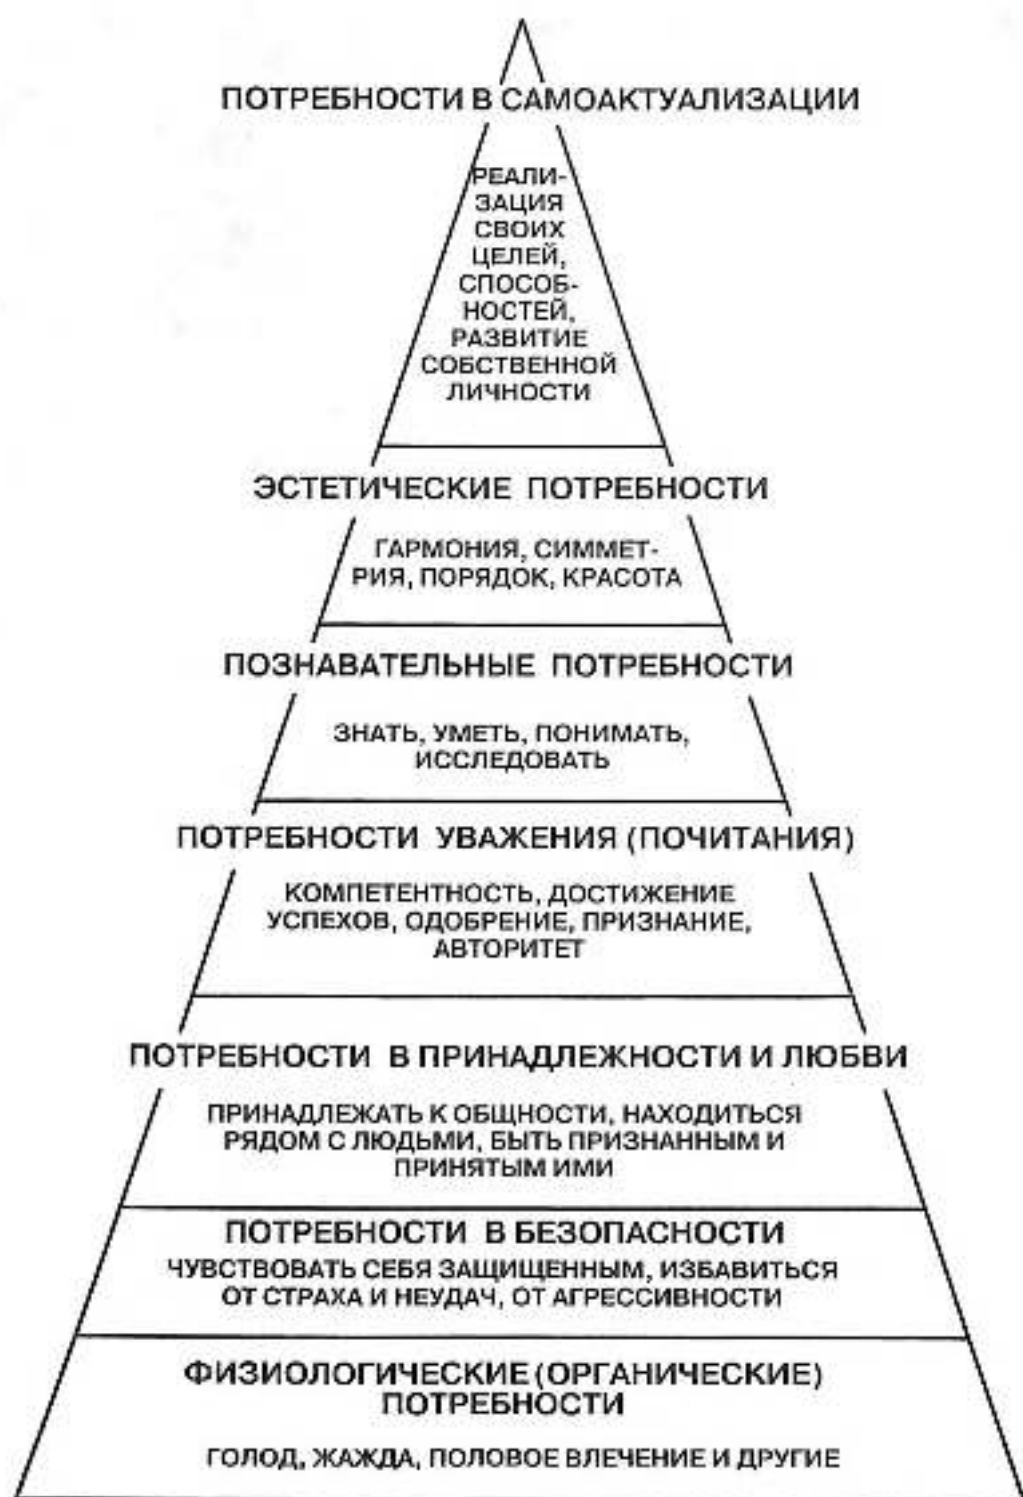 ПОТРЕБНОСТИ В САМОАКТУАЛИЗАЦИИ
РЕАЛИ-
ЗАЦИЯ
СВОИХ
ЦЕЛЕЙ,
СПОСОБ-
НОСТЕЙ,
РАЗВИТИЕ
СОБСТВЕННОЙ
ЛИЧНОСТИ
ЭСТЕТИЧЕСКИЕ ПОТРЕБНОСТИ
ГАРМОНИЯ, СИММЕТ-
РИЯ, ПОРЯДОК, КРАСОТА
ПОЗНАВАТЕЛЬНЫЕ ПОТРЕБНОСТИ
ЗНАТЬ, УМЕТЬ, ПОНИМАТЬ,
ИССЛЕДОВАТЬ
ПОТРЕБНОСТИ УВАЖЕНИЯ (ПОЧИТАНИЯ)
КОМПЕТЕНТНОСТЬ, ДОСТИЖЕНИЕ
УСПЕХОВ, ОДОБРЕНИЕ, ПРИЗНАНИЕ,
АВТОРИТЕТ
ПОТРЕБНОСТИ В ПРИНАДЛЕЖНОСТИ И ЛЮБВИ
ПРИНАДЛЕЖАТЬ К ОБЩНОСТИ, НАХОДИТЬСЯ
РЯДОМ С ЛЮДЬМИ, БЫТЬ ПРИЗНАННЫМ И
ПРИНЯТЫМ ИМИ
ПОТРЕБНОСТИ В БЕЗОПАСНОСТИ
ЧУВСТВОВАТЬ СЕБЯ ЗАЩИЩЕННЫМ, ИЗБАВИТЬСЯ
ОТ СТРАХА И НЕУДАЧ, ОТ АГРЕССИВНОСТИ
ФИЗИОЛОГИЧЕСКИЕ (ОРГАНИЧЕСКИЕ)
ПОТРЕБНОСТИ
ГОЛОД, ЖАЖДА, ПОЛОВОЕ ВЛЕЧЕНИЕ И ДРУГИЕ